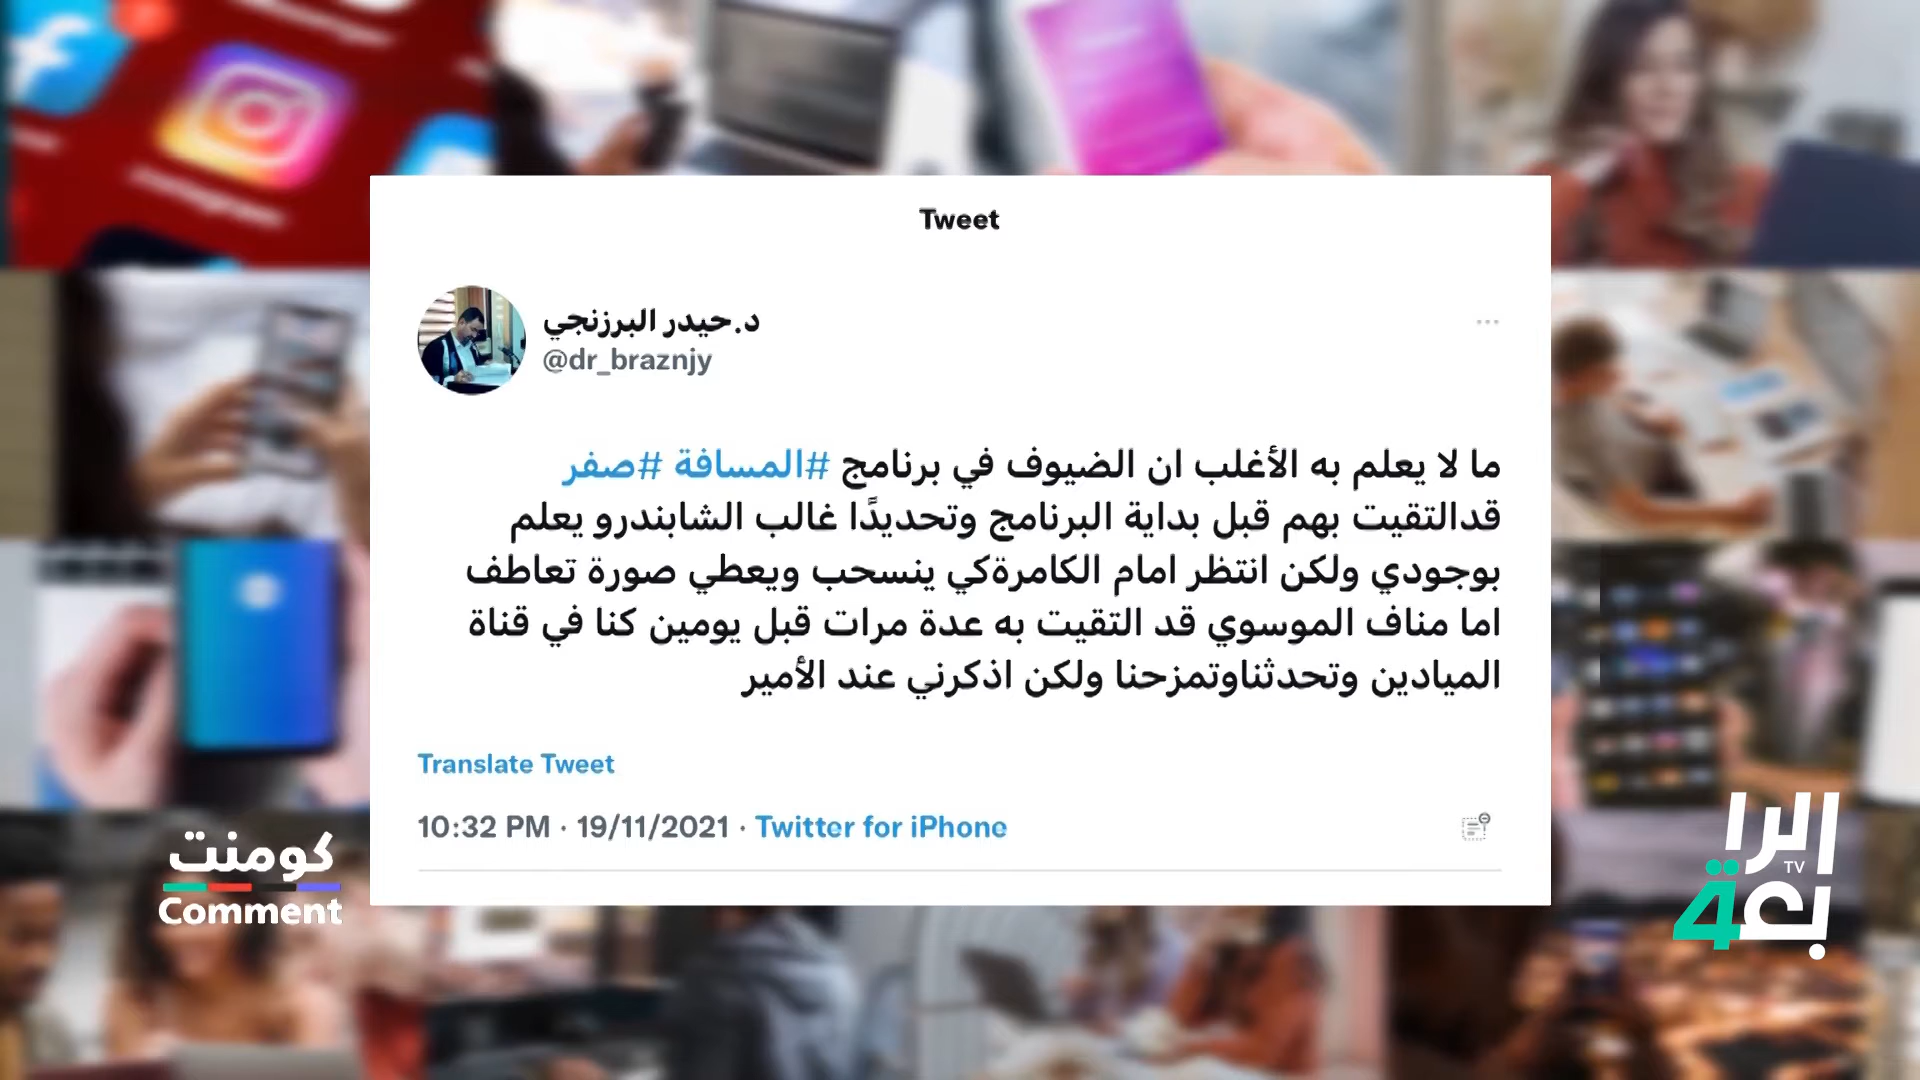 Tweet
د.حيدر البرزنجي
@dr_braznjy
ما لا يعلم به الأغلب ان الضيوف في برنامج #المسافة #صفر
قدالتقيت بهم قبل بداية البرنامج وتحديدًا غالب الشابندرو يعلم
بوجودي ولكن انتظر امام الكامرةكي ينسحب ويعطي صورة تعاطف
اما مناف الموسوي قد التقيت به عدة مرات قبل يومين كنا في قناة
الميادين وتحدثناوتمزحنا ولكن اذكرني عند الأمير
Translate Tweet
10:32 PM · 19/11/2021 · Twitter for iPhone
كومنت
Comment
الرا
TV
بعة
4